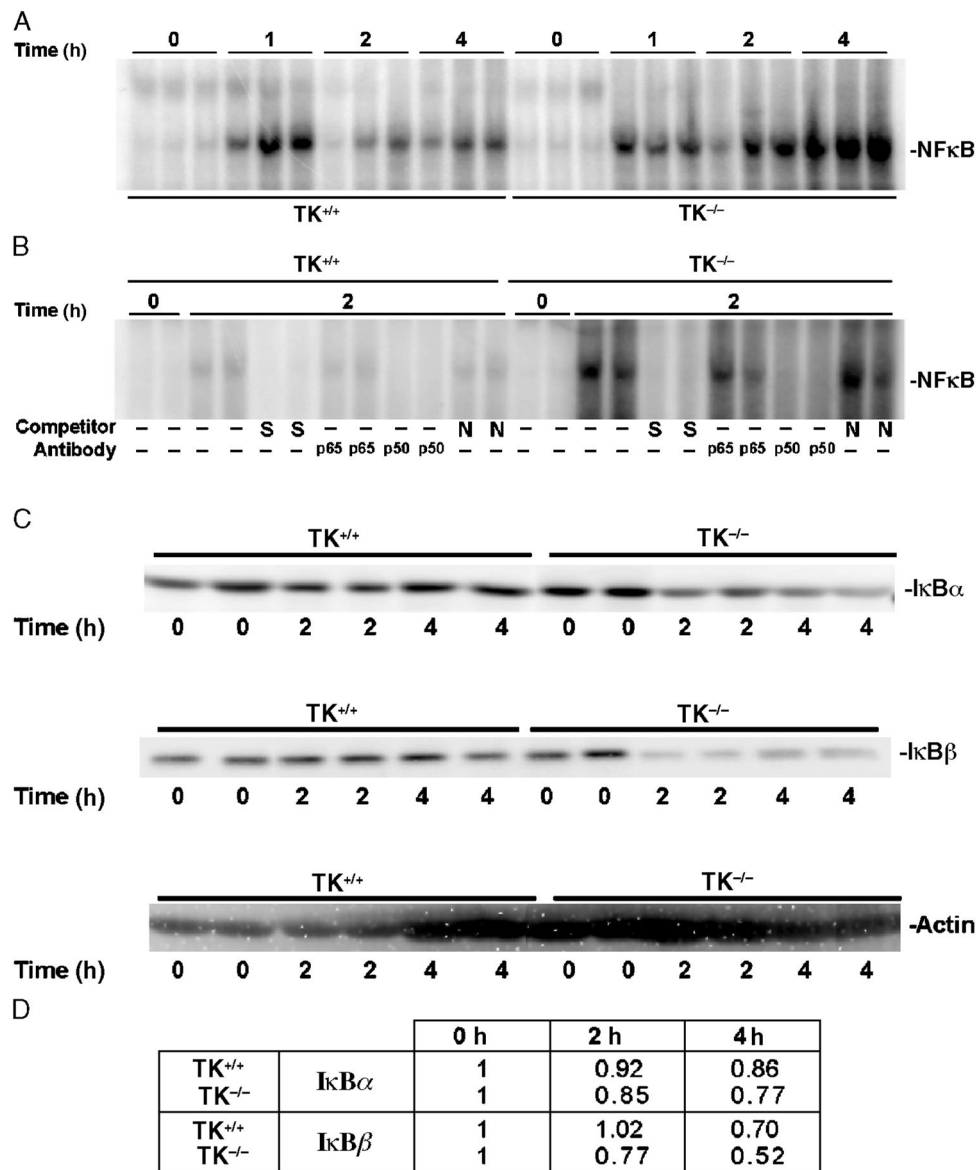 A
Time (h) 0 1 2 4 0 1 2 4
-NFκB
TK+/+ TK−/−
B
TK+/+ TK−/−
Time (h) 0 2 0 2
-NFκB
Competitor – – – – S S – – – – N N – – – – S S – – – – N N
Antibody – – – – – – p65 p65 p50 p50 – – – – – – – – p65 p65 p50 p50 – –
C
TK+/+ TK−/−
-IκBα
Time (h) 0 0 2 2 4 4 0 0 2 2 4 4
TK+/+ TK−/−
-IκBβ
Time (h) 0 0 2 2 4 4 0 0 2 2 4 4
TK+/+ TK−/−
-Actin
Time (h) 0 0 2 2 4 4 0 0 2 2 4 4
D
0 h 2 h 4 h
TK+/+ IκBα 1 0.92 0.86
TK−/− 1 0.85 0.77
TK+/+ IκBβ 1 1.02 0.70
TK−/− 1 0.77 0.52